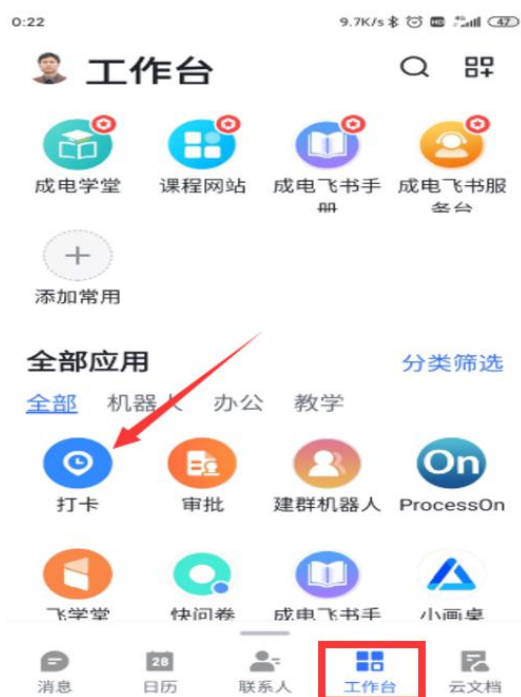 0:22 9.7K/s HD 47
工作台
成电学堂 课程网站 成电飞书手册 成电飞书服务台
添加常用
全部应用 分类筛选
全部 机器人 办公 教学
打卡 审批 建群机器人 ProcessOn
On
飞学堂 快问卷 成电飞书手 小画桌
28
消息 日历 联系人 工作台 云文档